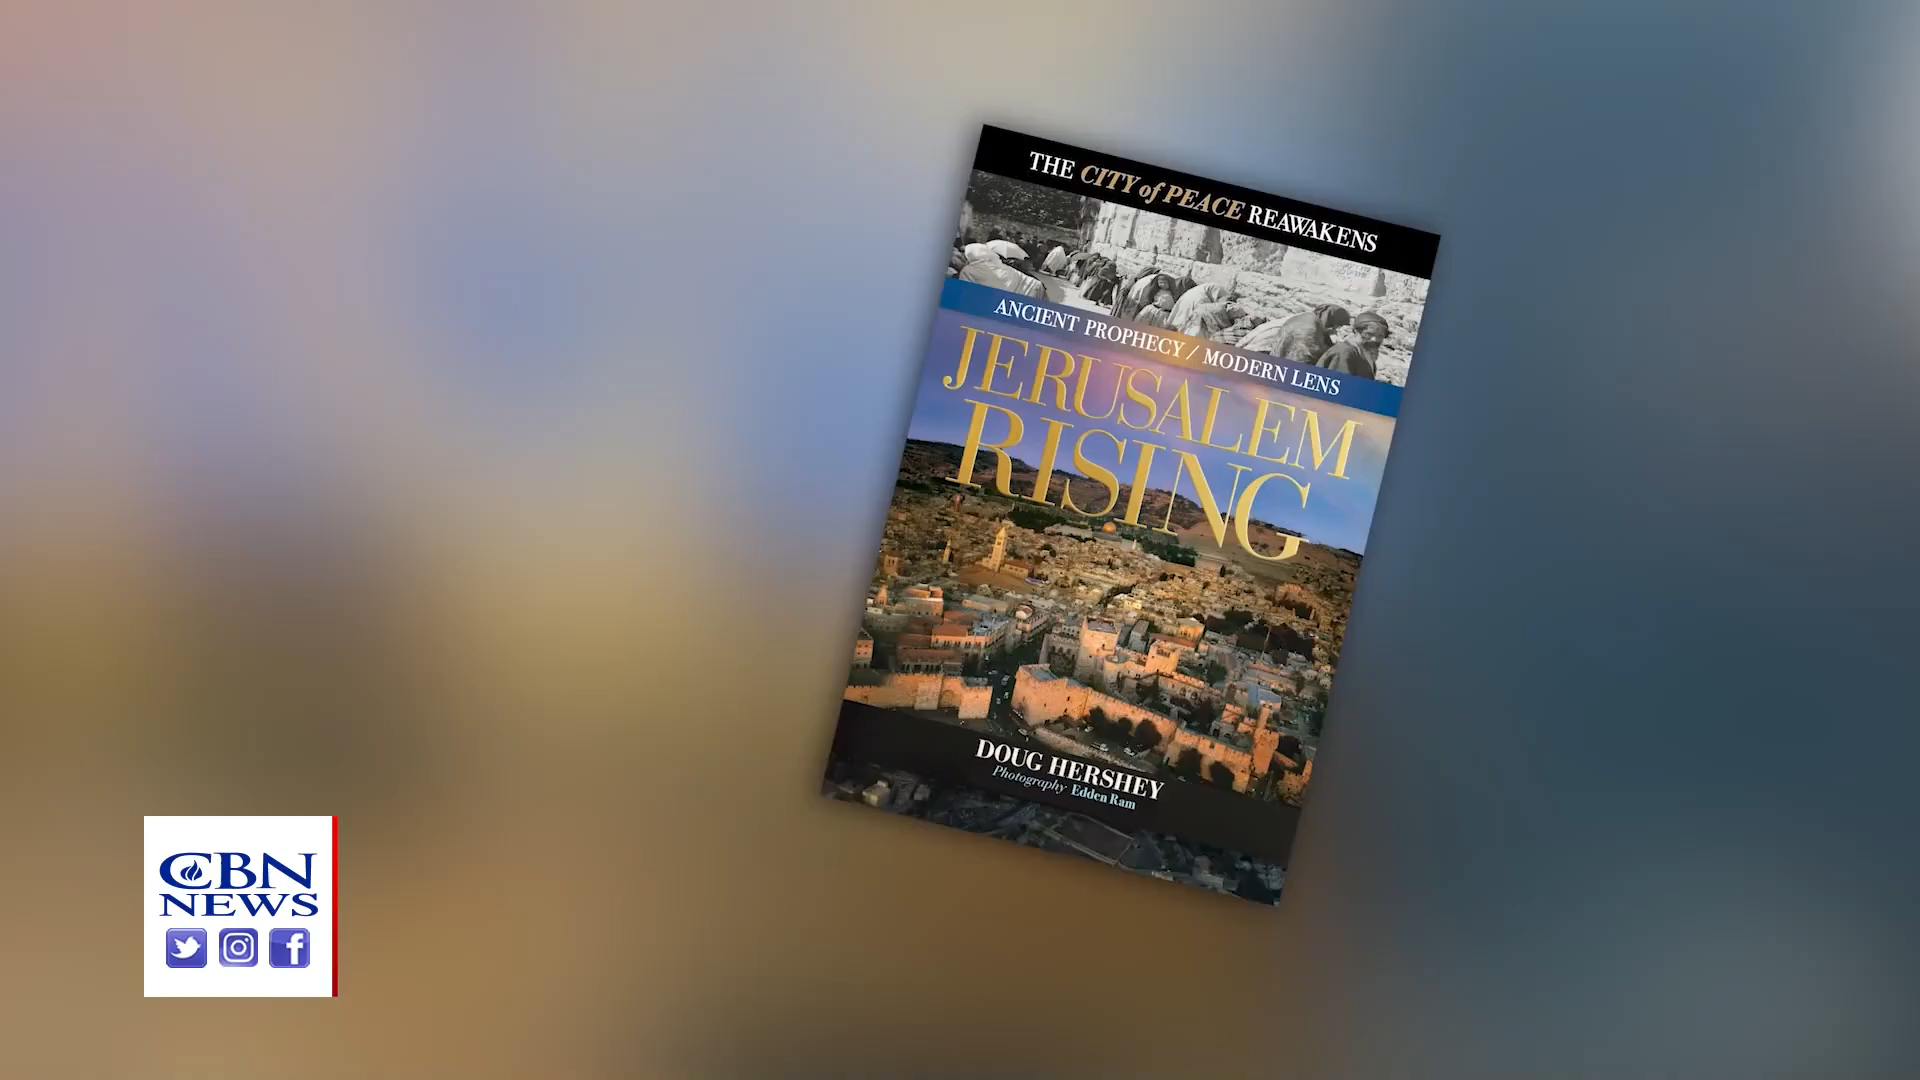 THE CITY of PEACE REAWAKENS
ANCIENT PROPHECY / MODERN LENS
JERUSALEM
RISING
DOUG HERSHEY
Photography Edden Ram
CBN
NEWS